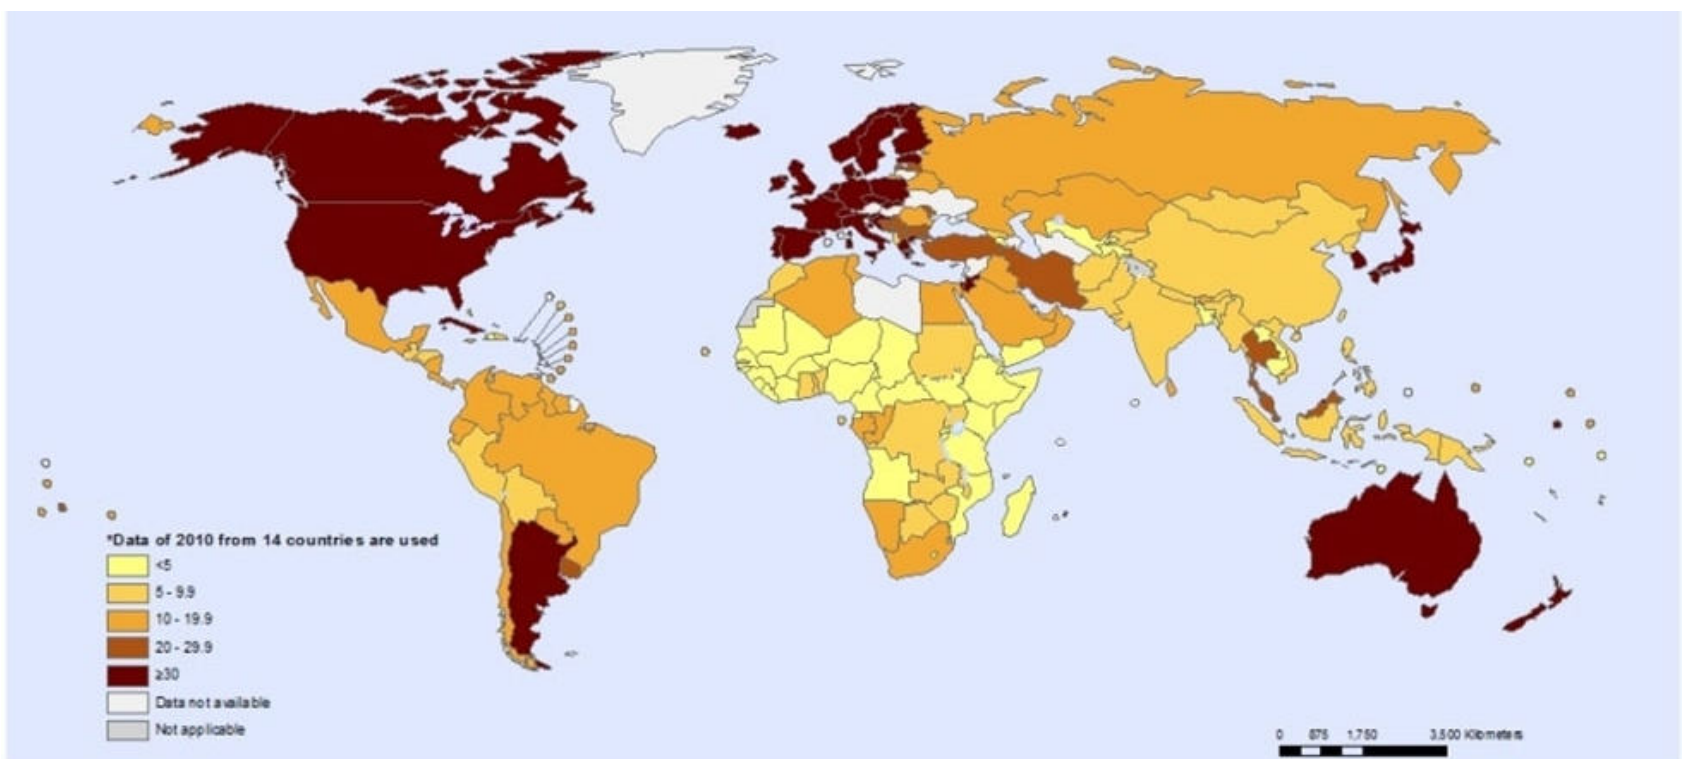 *Data of 2010 from 14 countries are used
<5
5 - 9.9
10 - 19.9
20 - 29.9
≥30
Data not available
Not applicable
0 875 1,750 3,500 Kilometers